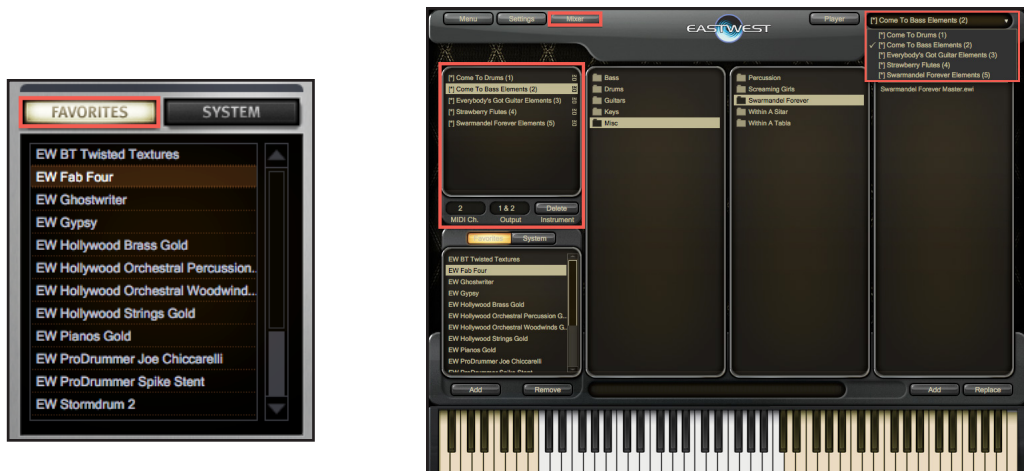 FAVORITES SYSTEM
EW BT Twisted Textures
EW Fab Four
EW Ghostwriter
EW Gypsy
EW Hollywood Brass Gold
EW Hollywood Orchestral Percussion..
EW Hollywood Orchestral Woodwind..
EW Hollywood Strings Gold
EW Pianos Gold
EW ProDrummer Joe Chiccarelli
EW ProDrummer Spike Stent
EW Stormdrum 2
Menu Settings Mixer EASTWEST Player [*] Come To Bass Elements (2)
[*] Come To Drums (1)
✓ [*] Come To Bass Elements (2)
[*] Everybody's Got Guitar Elements (3)
[*] Strawberry Flutes (4)
[*] Swarmandel Forever Elements (5)
[*] Come To Drums (1)
[*] Come To Bass Elements (2)
[*] Everybody's Got Guitar Elements (3)
[*] Strawberry Flutes (4)
[*] Swarmandel Forever Elements (5)
2 1 & 2 Delete
MIDI Ch. Output Instrument
Bass
Drums
Guitars
Keys
Misc
Percussion
Screaming Girls
Swarmandel Forever
Within A Sitar
Within A Tabla
Swarmandel Forever Master.ewi
Favorites System
EW BT Twisted Textures
EW Fab Four
EW Ghostwriter
EW Gypsy
EW Hollywood Brass Gold
EW Hollywood Orchestral Percussion G..
EW Hollywood Orchestral Woodwinds G..
EW Hollywood Strings Gold
EW Pianos Gold
EW ProDrummer Joe Chiccarelli
EW ProDrummer Spike Stent
Add Remove Add Replace